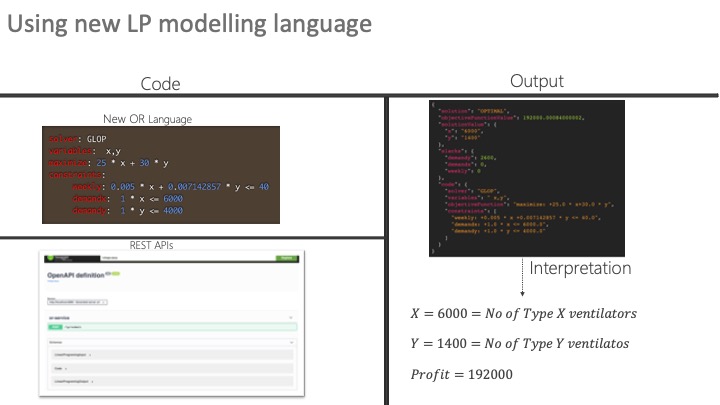 Using new LP modelling language
Code
New OR Language
solver: GLOP
variables: x,y
maximize: 25 * x + 30 * y
constraints:
weekly: 0.005 * x + 0.007142857 * y <= 40
demandx: 1 * x <= 6000
demandy: 1 * y <= 4000
REST APIs
OpenAPI definition
Output
{
"solution": "OPTIMAL",
"objectiveFunctionValue": 192000.00084000002,
"solutionValue": {
"x": "6000",
"y": "1400"
},
"slacks": {
"demandy": 2600,
"demandx": 0,
"weekly": 0
},
"code": {
"solver": "GLOP",
"variables": " x,y",
"objectiveFunction": "maximize: +25.0 * x+30.0 * y",
"constraints": [
"weekly: +0.005 * x +0.007142857 * y <= 40.0",
"demandx: +1.0 * x <= 6000.0",
"demandy: +1.0 * y <= 4000.0"
]
}
}
Interpretation
X = 6000 = No of Type X ventilators
Y = 1400 = No of Type Y ventilatos
Profit = 192000